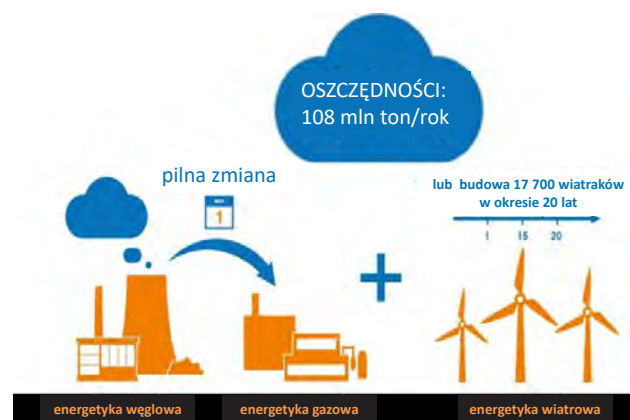 OSZCZĘDNOŚCI:
108 mln ton/rok
pilna zmiana
1
lub budowa 17 700 wiatraków
w okresie 20 lat
1 15 20
energetyka węglowa
energetyka gazowa
energetyka wiatrowa